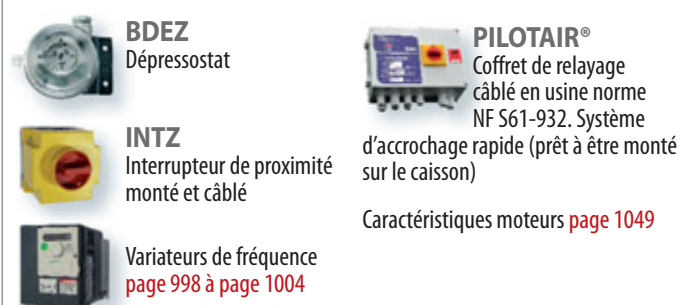 BDEZ
Dépressostat
INTZ
Interrupteur de proximité
monté et câblé
Variateurs de fréquence
page 998 à page 1004
PILOTAIR®
Coffret de relayage
câblé en usine norme
NF S61-932. Système
d'accrochage rapide (prêt à être monté
sur le caisson)
Caractéristiques moteurs page 1049